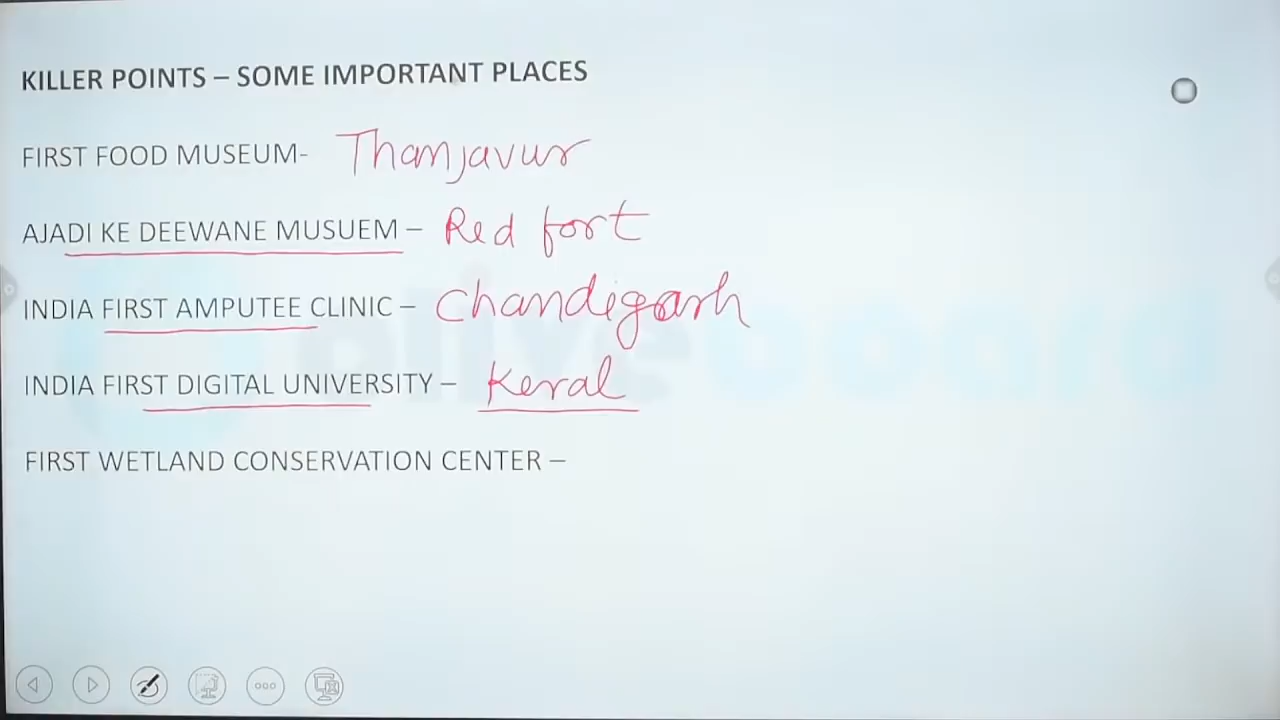 KILLER POINTS – SOME IMPORTANT PLACES
FIRST FOOD MUSEUM- Thanjavur
AJADI KE DEEWANE MUSUEM – Red fort
INDIA FIRST AMPUTEE CLINIC – Chandigarh
INDIA FIRST DIGITAL UNIVERSITY – Keral
FIRST WETLAND CONSERVATION CENTER –
oliveboard